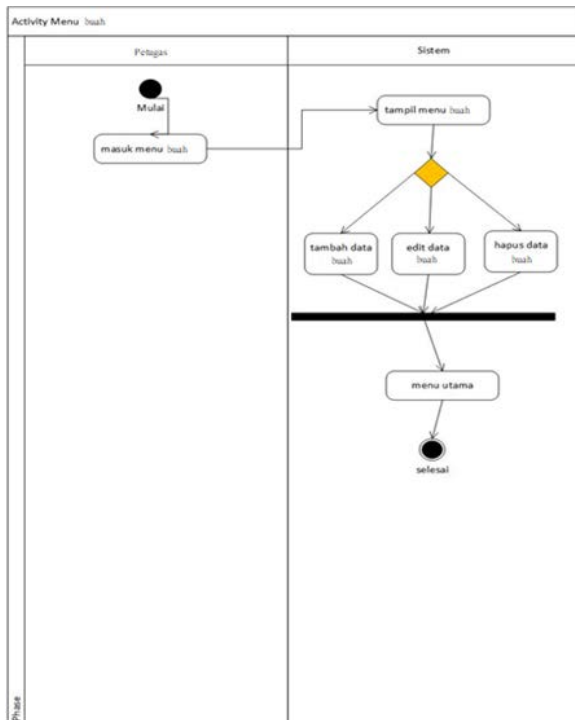 Activity Menu buah
Petugas
Sistem
Mulai
masuk menu buah
tampil menu buah
tambah data
buah
edit data
buah
hapus data
buah
menu utama
selesai
Phase